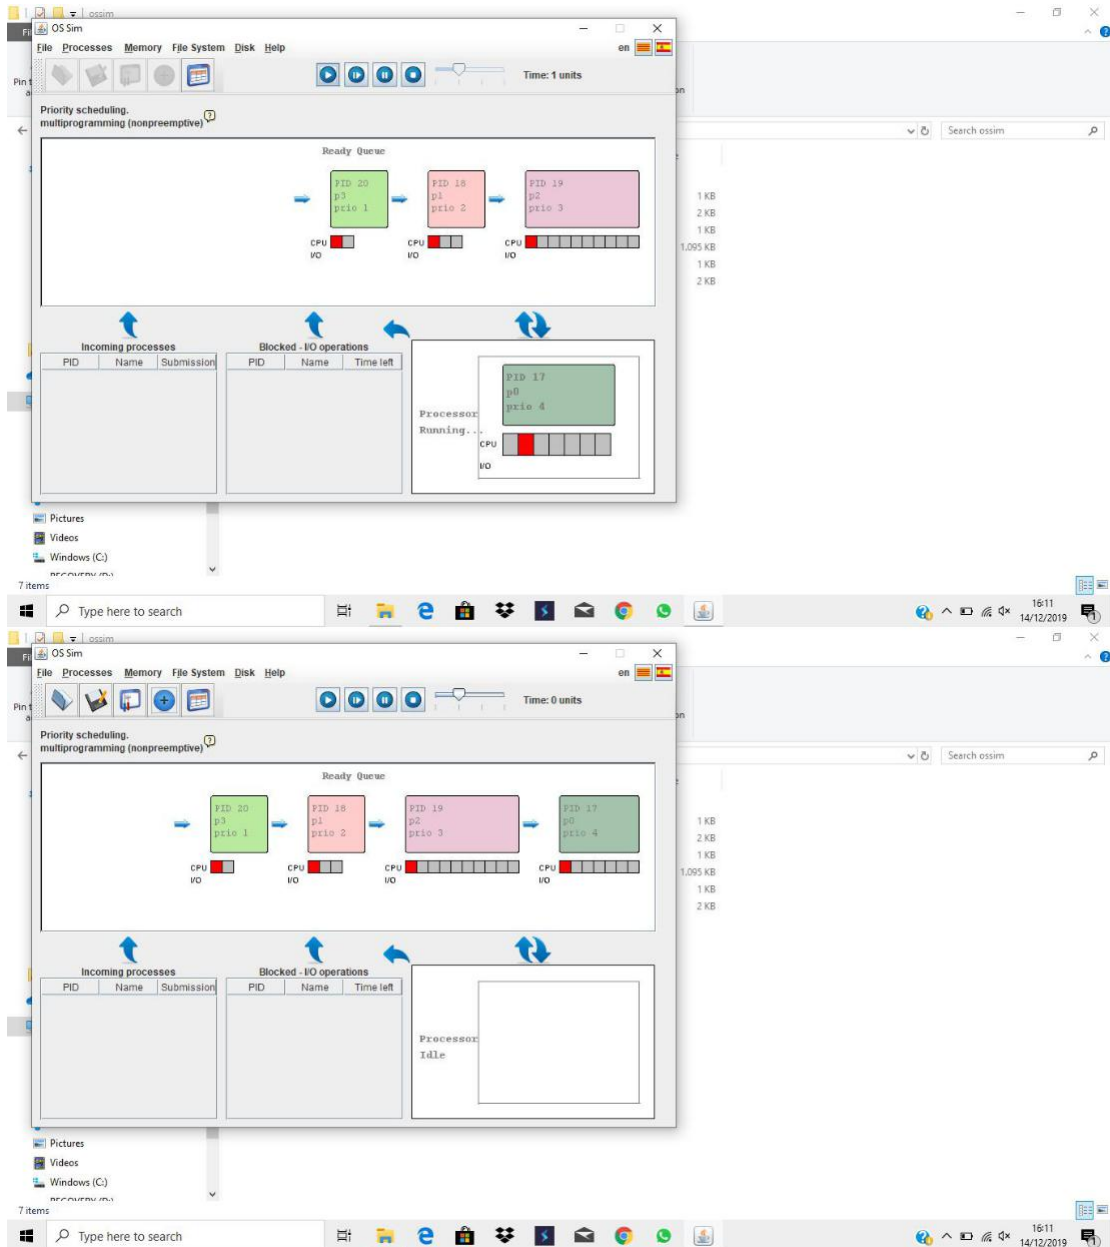 ossim
OS Sim
File Processes Memory File System Disk Help en
Time: 1 units
Priority scheduling.
multiprogramming (nonpreemptive)
Search ossim
Ready Queue
PID 20 PID 18 PID 19
p3 p1 p2
prio 1 prio 2 prio 3
CPU CPU CPU
I/O I/O I/O
1 KB
2 KB
1 KB
1,095 KB
1 KB
2 KB
Incoming processes Blocked - I/O operations
PID Name Submission PID Name Time left
PID 17
p0
prio 4
Processor
Running...
CPU
I/O
Pictures
Videos
Windows (C:)
RECOVERY (D:)
7 items
Type here to search
16:11
14/12/2019
ossim
OS Sim
File Processes Memory File System Disk Help en
Time: 0 units
Priority scheduling.
multiprogramming (nonpreemptive)
Search ossim
Ready Queue
PID 20 PID 18 PID 19 PID 17
p3 p1 p2 p0
prio 1 prio 2 prio 3 prio 4
CPU CPU CPU CPU
I/O I/O I/O I/O
1 KB
2 KB
1 KB
1,095 KB
1 KB
2 KB
Incoming processes Blocked - I/O operations
PID Name Submission PID Name Time left
Processor
Idle
Pictures
Videos
Windows (C:)
RECOVERY (D:)
7 items
Type here to search
16:11
14/12/2019